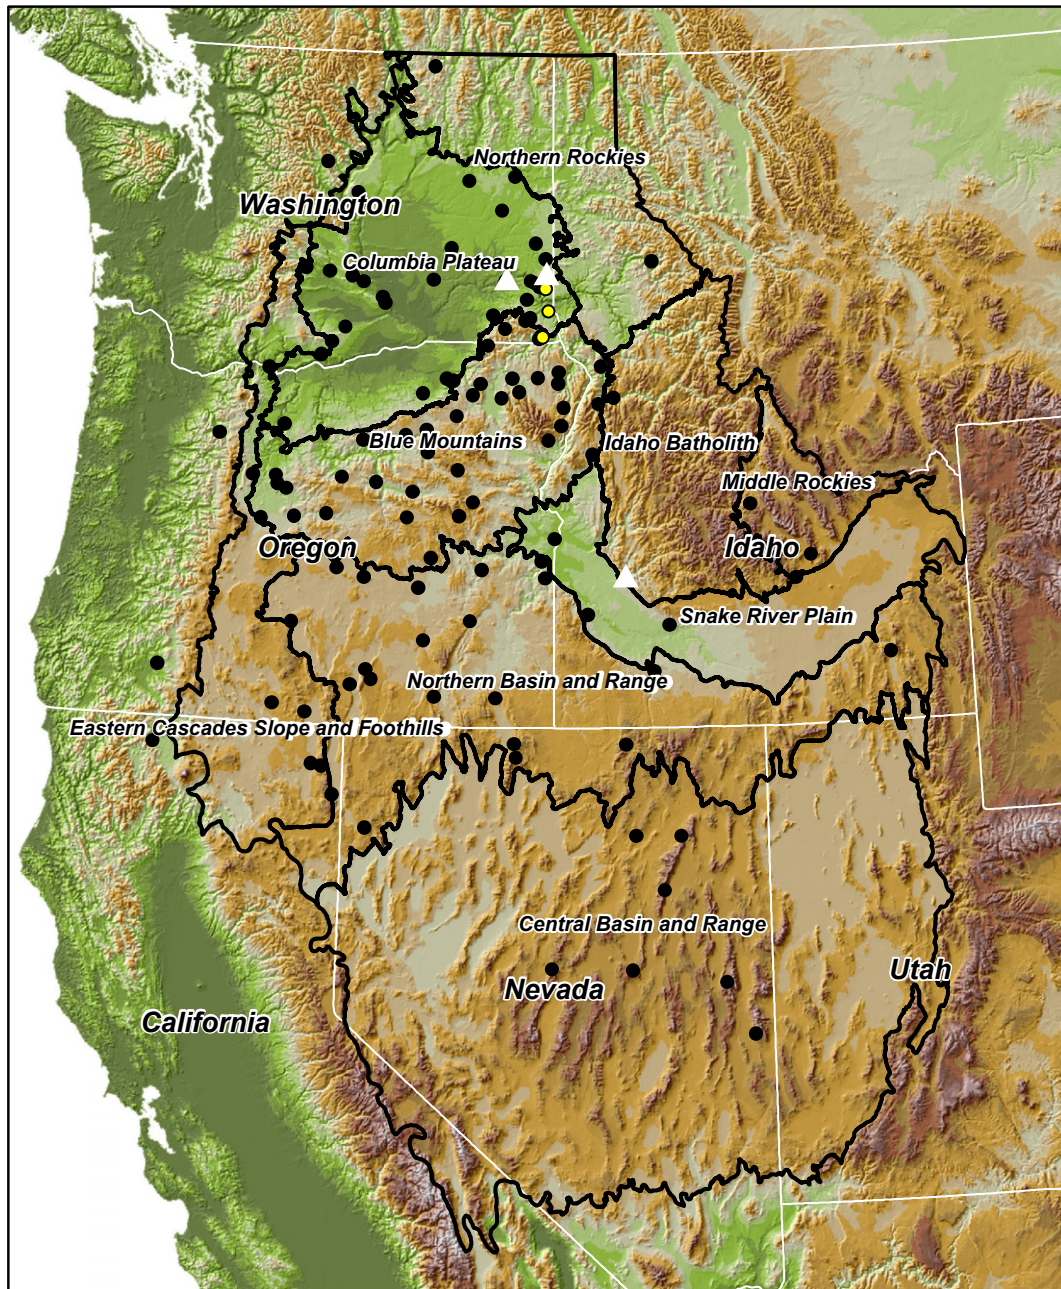 Northern Rockies
Washington
Columbia Plateau
Blue Mountains
Idaho Batholith
Middle Rockies
Oregon
Idaho
Snake River Plain
Northern Basin and Range
Eastern Cascades Slope and Foothills
Central Basin and Range
Utah
Nevada
California